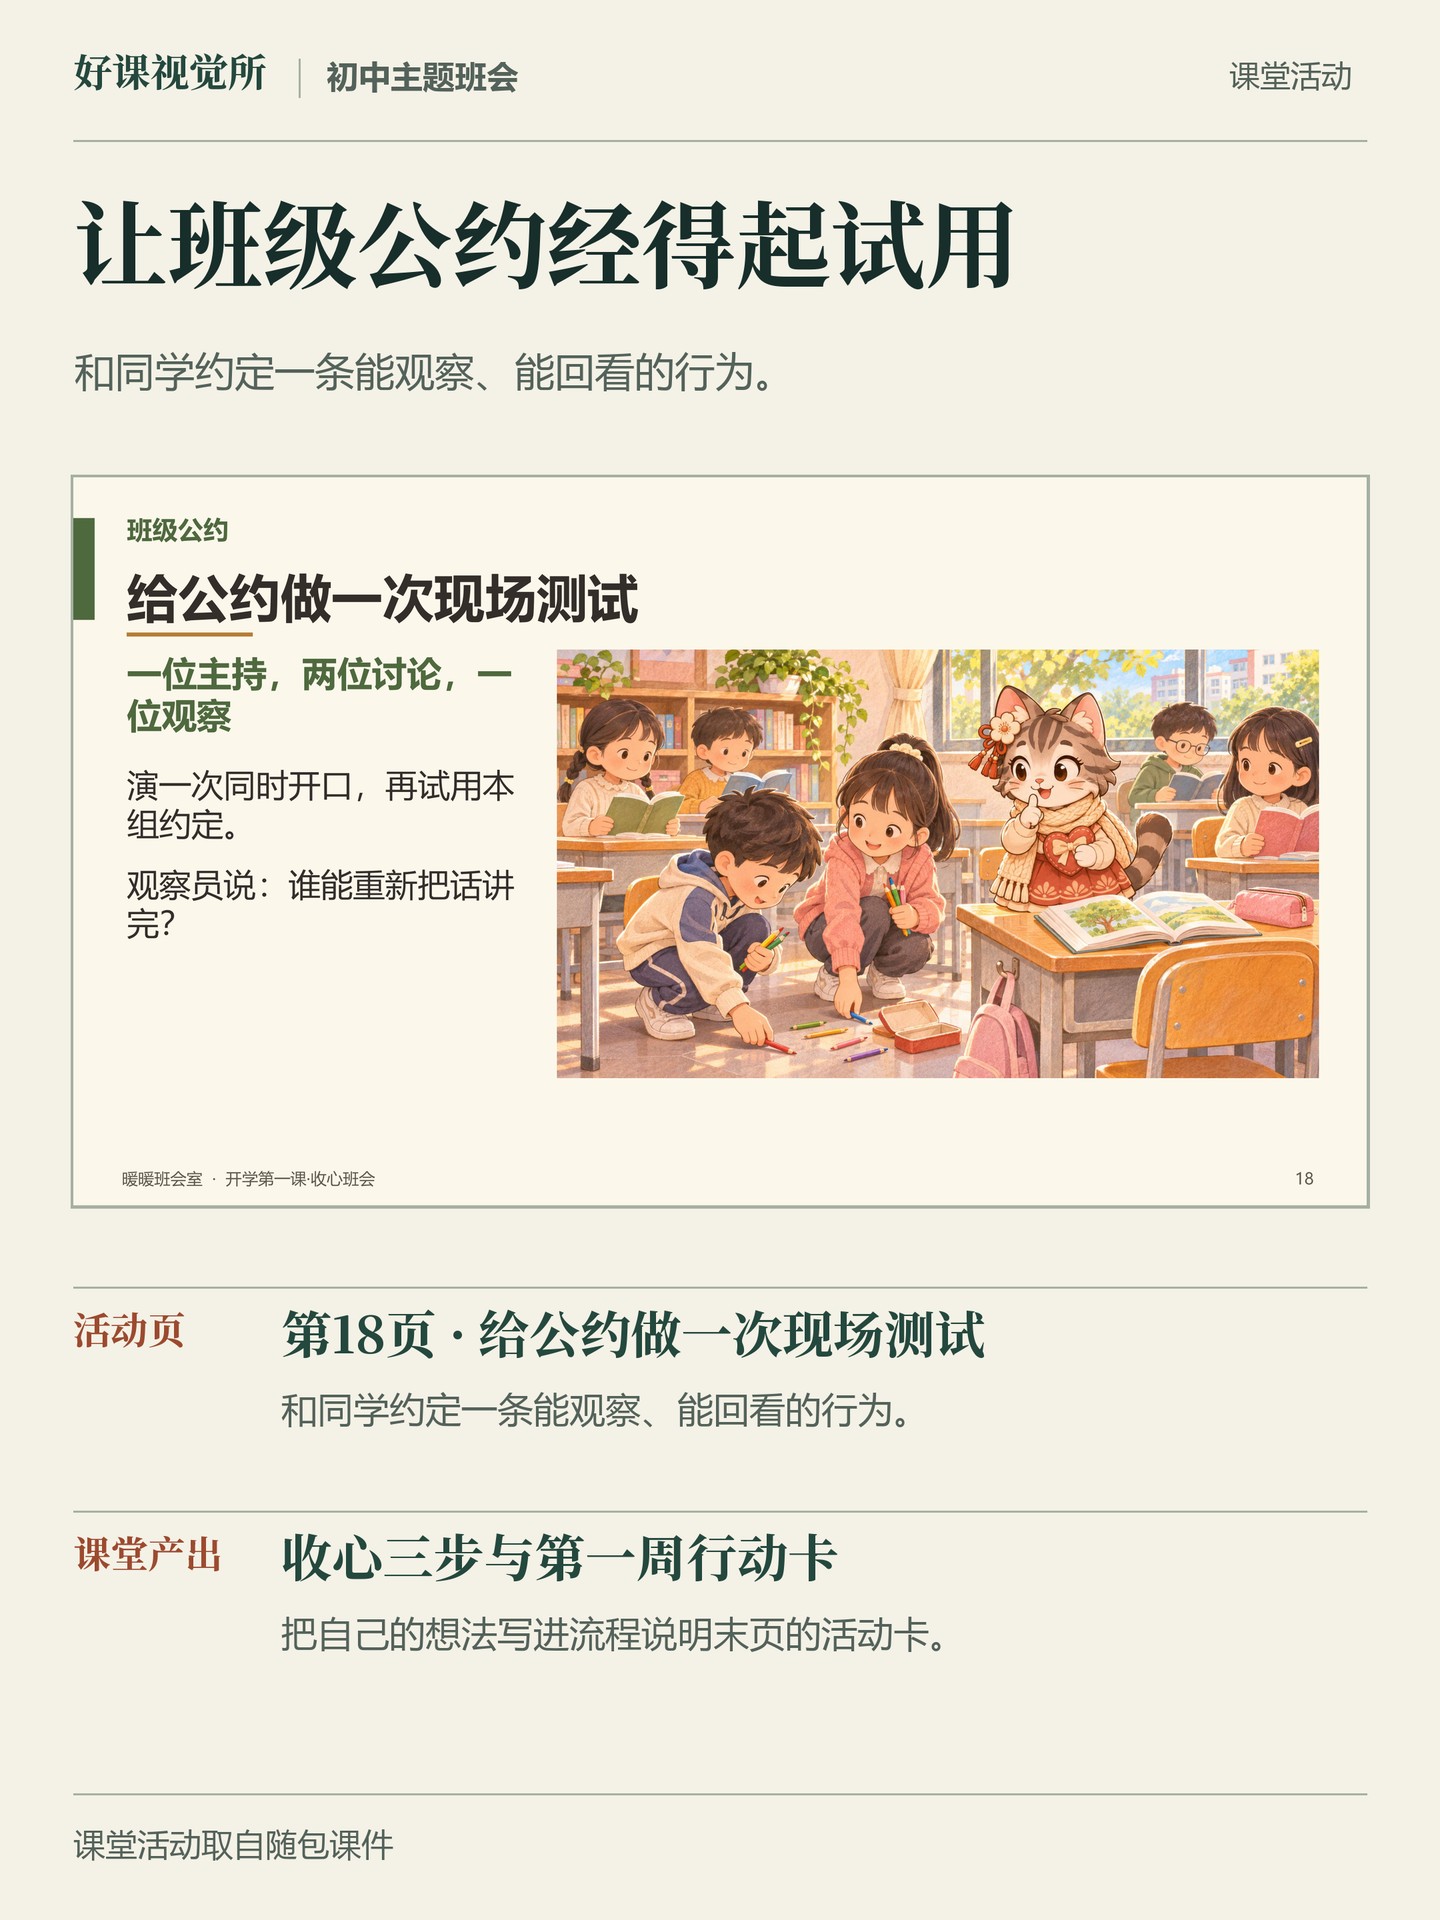 好课视觉所
初中主题班会
课堂活动
让班级公约经得起试用
和同学约定一条能观察、能回看的行为。
班级公约
给公约做一次现场测试
一位主持，两位讨论，一
位观察
演一次同时开口，再试用本
组约定。
观察员说：谁能重新把话讲
完？
暖暖班会室 · 开学第一课·收心班会
18
活动页
第18页 · 给公约做一次现场测试
和同学约定一条能观察、能回看的行为。
课堂产出
收心三步与第一周行动卡
把自己的想法写进流程说明末页的活动卡。
课堂活动取自随包课件